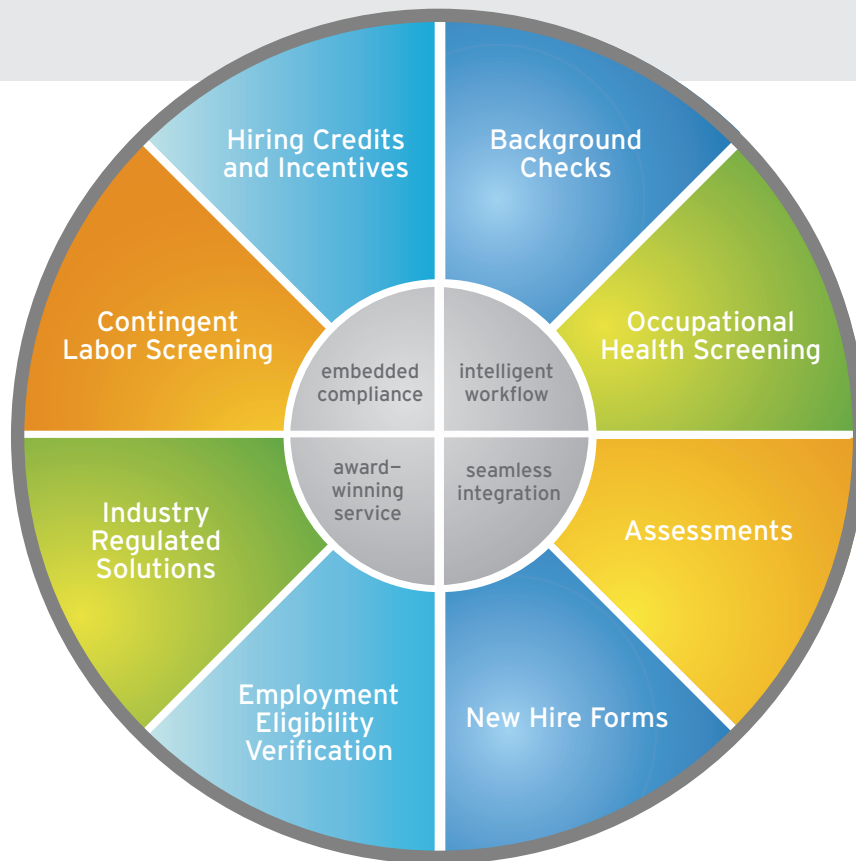 Hiring Credits
and Incentives
Background
Checks
Contingent
Labor Screening
Occupational
Health Screening
embedded
compliance
intelligent
workflow
award–
winning
service
seamless
integration
Industry
Regulated
Solutions
Assessments
Employment
Eligibility
Verification
New Hire Forms